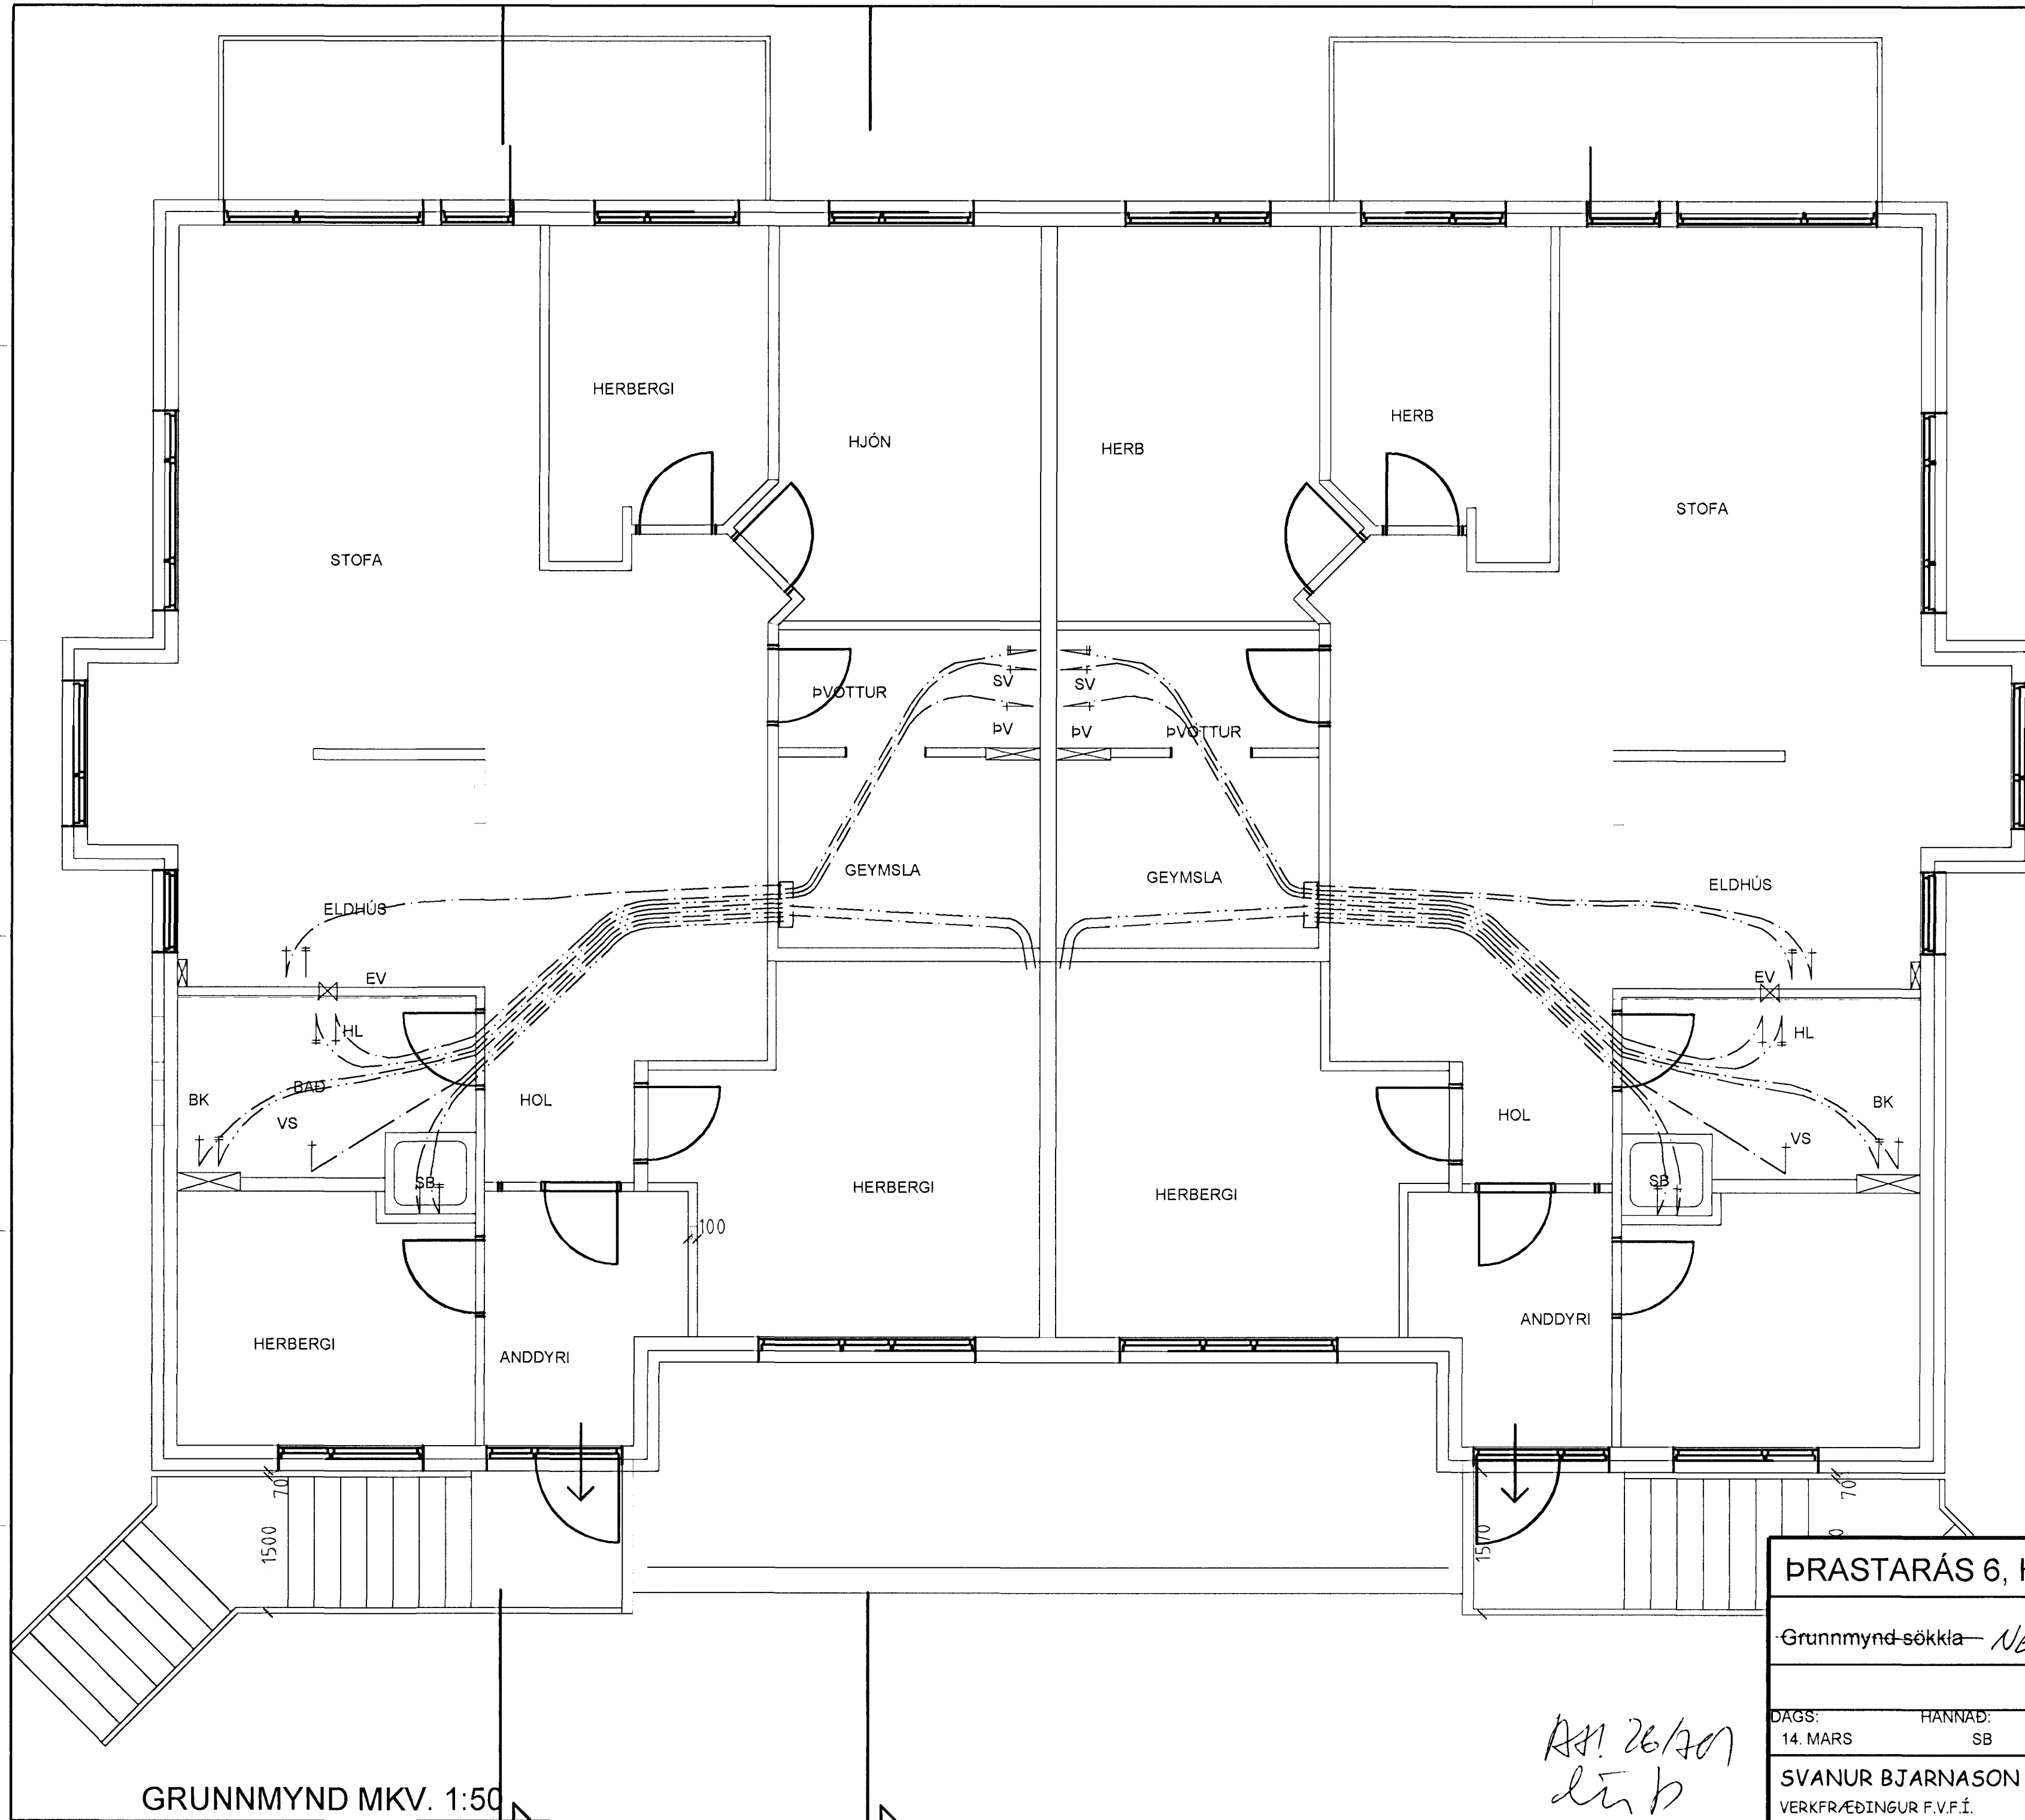 HERBERGI
HJÓN
HERB
HERB
STOFA
STOFA
SV
SV
ÞVOTTUR
ÞV
ÞV
ÞVOTTUR
GEYMSLA
GEYMSLA
ELDHÚS
ELDHÚS
EV
EV
HL
HL
BAÐ
BK
BK
VS
VS
HOL
HOL
SB
SB
HERBERGI
HERBERGI
100
HERBERGI
ANDDYRI
ANDDYRI
70
70
1500
1570
ÞRASTARÁS 6,
Grunnmynd sökkla
DAGS: HANNAÐ:
14. MARS SB
SVANUR BJARNASON
VERKFRÆÐINGUR F.V.F.Í.
GRUNNMYND MKV. 1:50